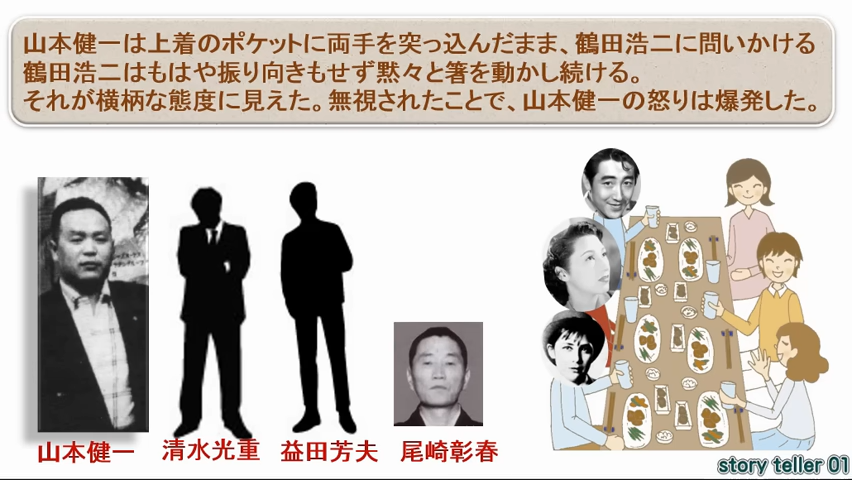 山本健一は上着のポケットに両手を突っ込んだまま、鶴田浩二に問いかける
鶴田浩二はもはや振り向きもせず黙々と箸を動かし続ける。
それが横柄な態度に見えた。無視されたことで、山本健一の怒りは爆発した。
山本健一
清水光重
益田芳夫
尾崎彰春
story teller 01